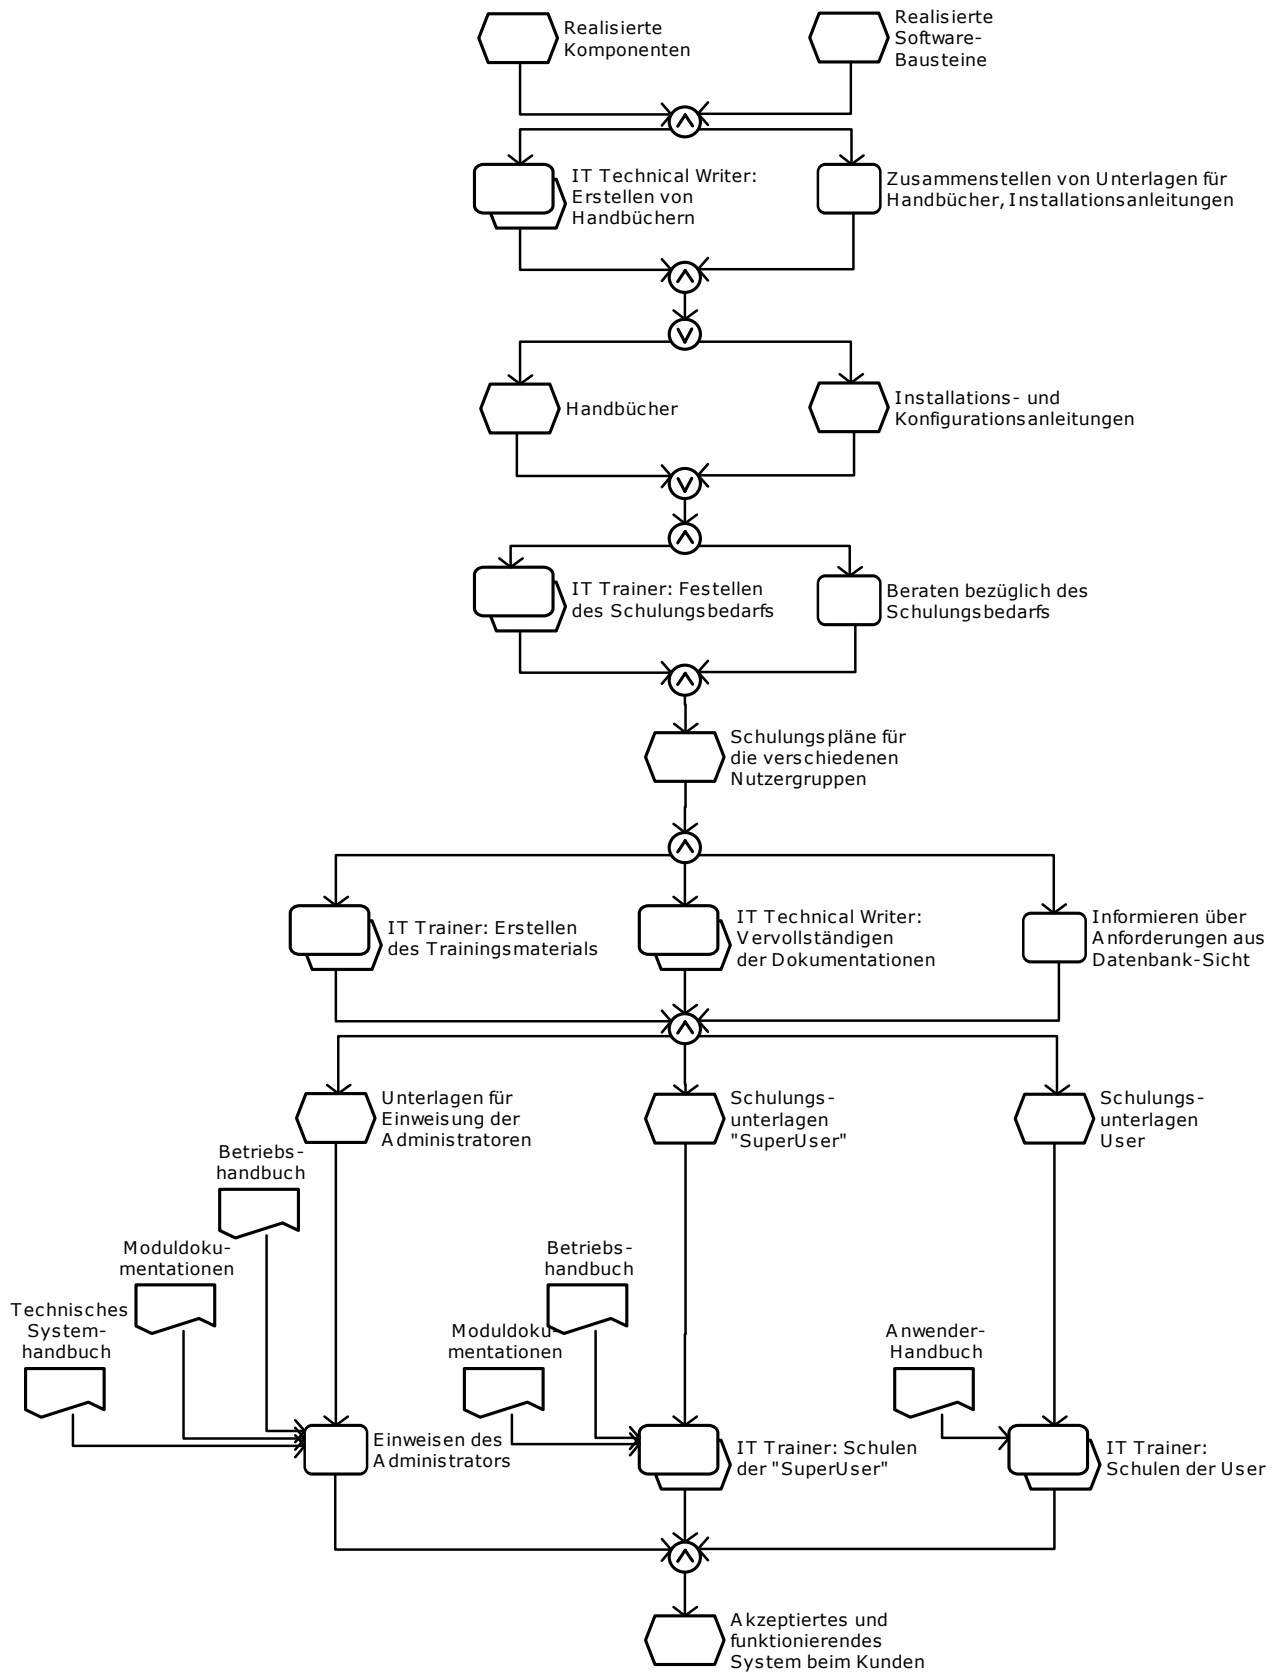 Realisierte
Komponenten
Realisierte
Software-
Bausteine
IT Technical Writer:
Erstellen von
Handbüchern
Zusammenstellen von Unterlagen für
Handbücher, Installationsanleitungen
Handbücher
Installations- und
Konfigurationsanleitungen
IT Trainer: Festellen
des Schulungsbedarfs
Beraten bezüglich des
Schulungsbedarfs
Schulungspläne für
die verschiedenen
Nutzergruppen
IT Trainer: Erstellen
des Trainingsmaterials
IT Technical Writer:
Vervollständigen
der Dokumentationen
Informieren über
Anforderungen aus
Datenbank-Sicht
Unterlagen für
Einweisung der
Administratoren
Schulungs-
unterlagen
"SuperUser"
Schulungs-
unterlagen
User
Betriebs-
handbuch
Moduldoku-
mentationen
Technisches
System-
handbuch
Betriebs-
handbuch
Moduldoku-
mentationen
Anwender-
Handbuch
Einweisen des
Administrators
IT Trainer: Schulen
der "SuperUser"
IT Trainer:
Schulen der User
Akzeptiertes und
funktionierendes
System beim Kunden